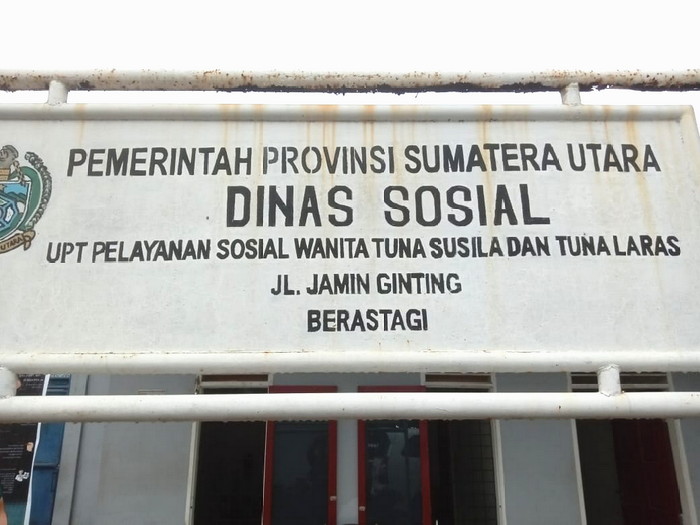 PEMERINTAH PROVINSI SUMATERA UTARA
DINAS SOSIAL
UPT PELAYANAN SOSIAL WANITA TUNA SUSILA DAN TUNA LARAS
JL. JAMIN GINTING
BERASTAGI
UTARA